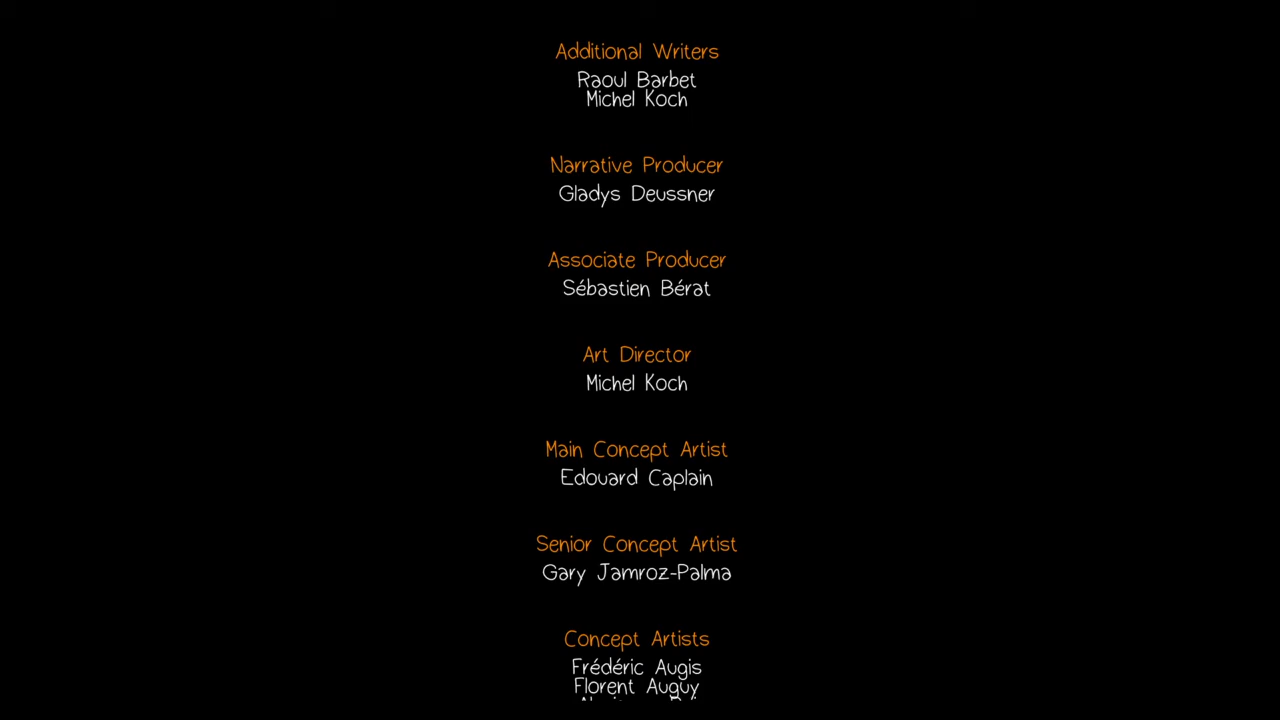 Additional Writers
Raoul Barbet
Michel Koch
Narrative Producer
Gladys Deussner
Associate Producer
Sébastien Bérat
Art Director
Michel Koch
Main Concept Artist
Edouard Caplain
Senior Concept Artist
Gary Jamroz-Palma
Concept Artists
Frédéric Augis
Florent Auguy